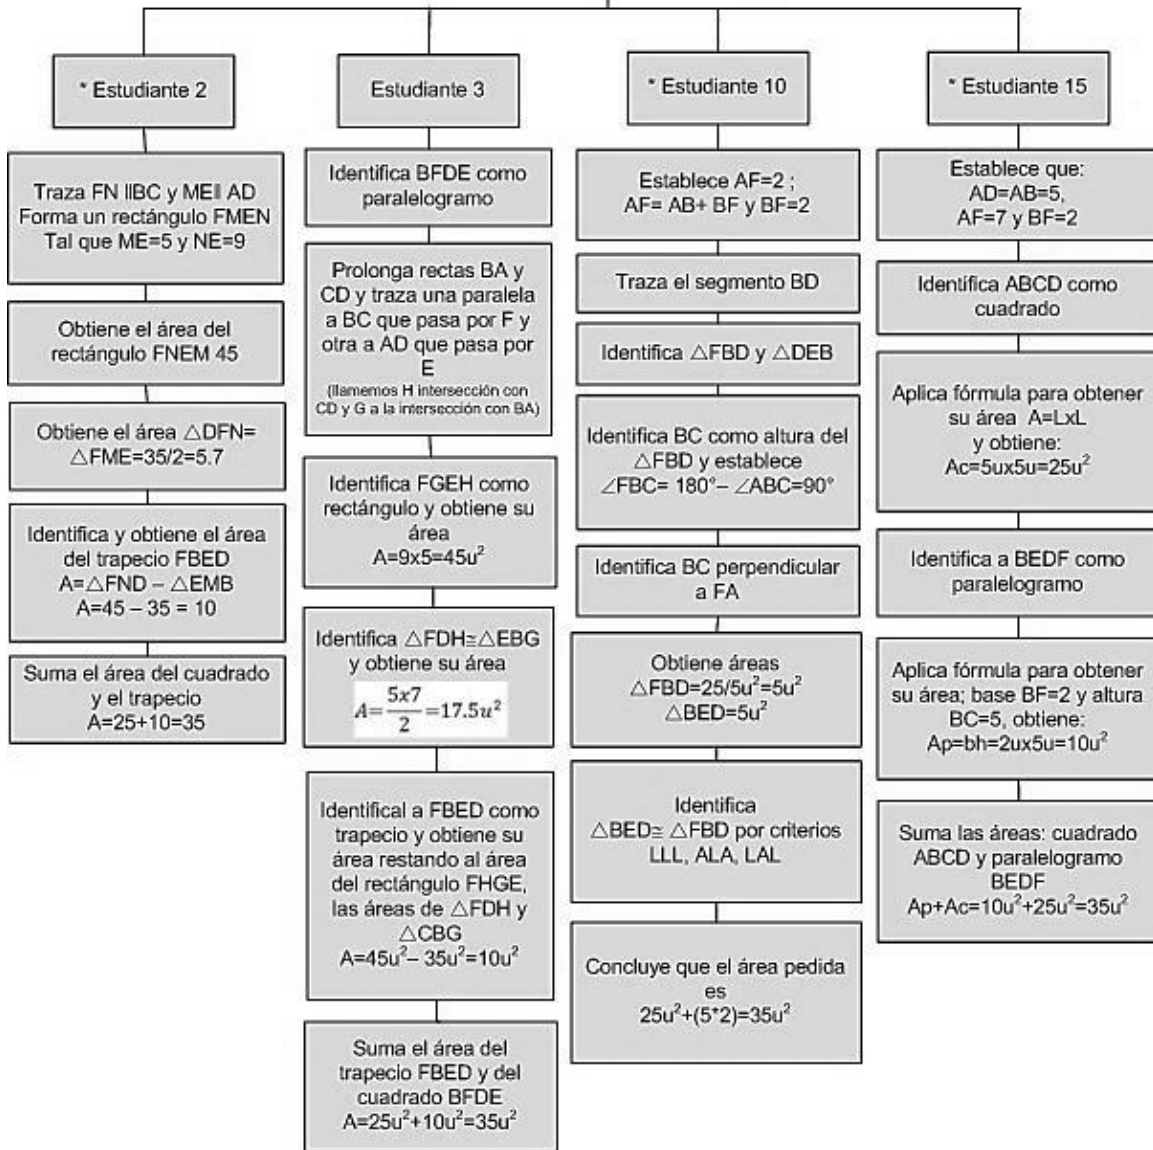 * Estudiante 2
Traza FN ‖BC y ME‖ AD
Forma un rectángulo FMEN
Tal que ME=5 y NE=9
Obtiene el área del
rectángulo FNEM 45
Obtiene el área △DFN=
△FME=35/2=5.7
Identifica y obtiene el área
del trapecio FBED
A=△FND – △EMB
A=45 – 35 = 10
Suma el área del cuadrado
y el trapecio
A=25+10=35
Estudiante 3
Identifica BFDE como
paralelogramo
Prolonga rectas BA y
CD y traza una paralela
a BC que pasa por F y
otra a AD que pasa por
E
(llamemos H intersección con
CD y G a la intersección con BA)
Identifica FGEH como
rectángulo y obtiene su
área
A=9x5=45u²
Identifica △FDH≅△EBG
y obtiene su área
A=5x7/2=17.5u²
Identifical a FBED como
trapecio y obtiene su
área restando al área
del rectángulo FHGE,
las áreas de △FDH y
△CBG
A=45u²– 35u²=10u²
Suma el área del
trapecio FBED y del
cuadrado BFDE
A=25u²+10u²=35u²
* Estudiante 10
Establece AF=2 ;
AF= AB+ BF y BF=2
Traza el segmento BD
Identifica △FBD y △DEB
Identifica BC como altura del
△FBD y establece
∠FBC= 180°– ∠ABC=90°
Identifica BC perpendicular
a FA
Obtiene áreas
△FBD=25/5u²=5u²
△BED=5u²
Identifica
△BED≅ △FBD por criterios
LLL, ALA, LAL
Concluye que el área pedida
es
25u²+(5*2)=35u²
* Estudiante 15
Establece que:
AD=AB=5,
AF=7 y BF=2
Identifica ABCD como
cuadrado
Aplica fórmula para obtener
su área A=LxL
y obtiene:
Ac=5ux5u=25u²
Identifica a BEDF como
paralelogramo
Aplica fórmula para obtener
su área; base BF=2 y altura
BC=5, obtiene:
Ap=bh=2ux5u=10u²
Suma las áreas: cuadrado
ABCD y paralelogramo
BEDF
Ap+Ac=10u²+25u²=35u²